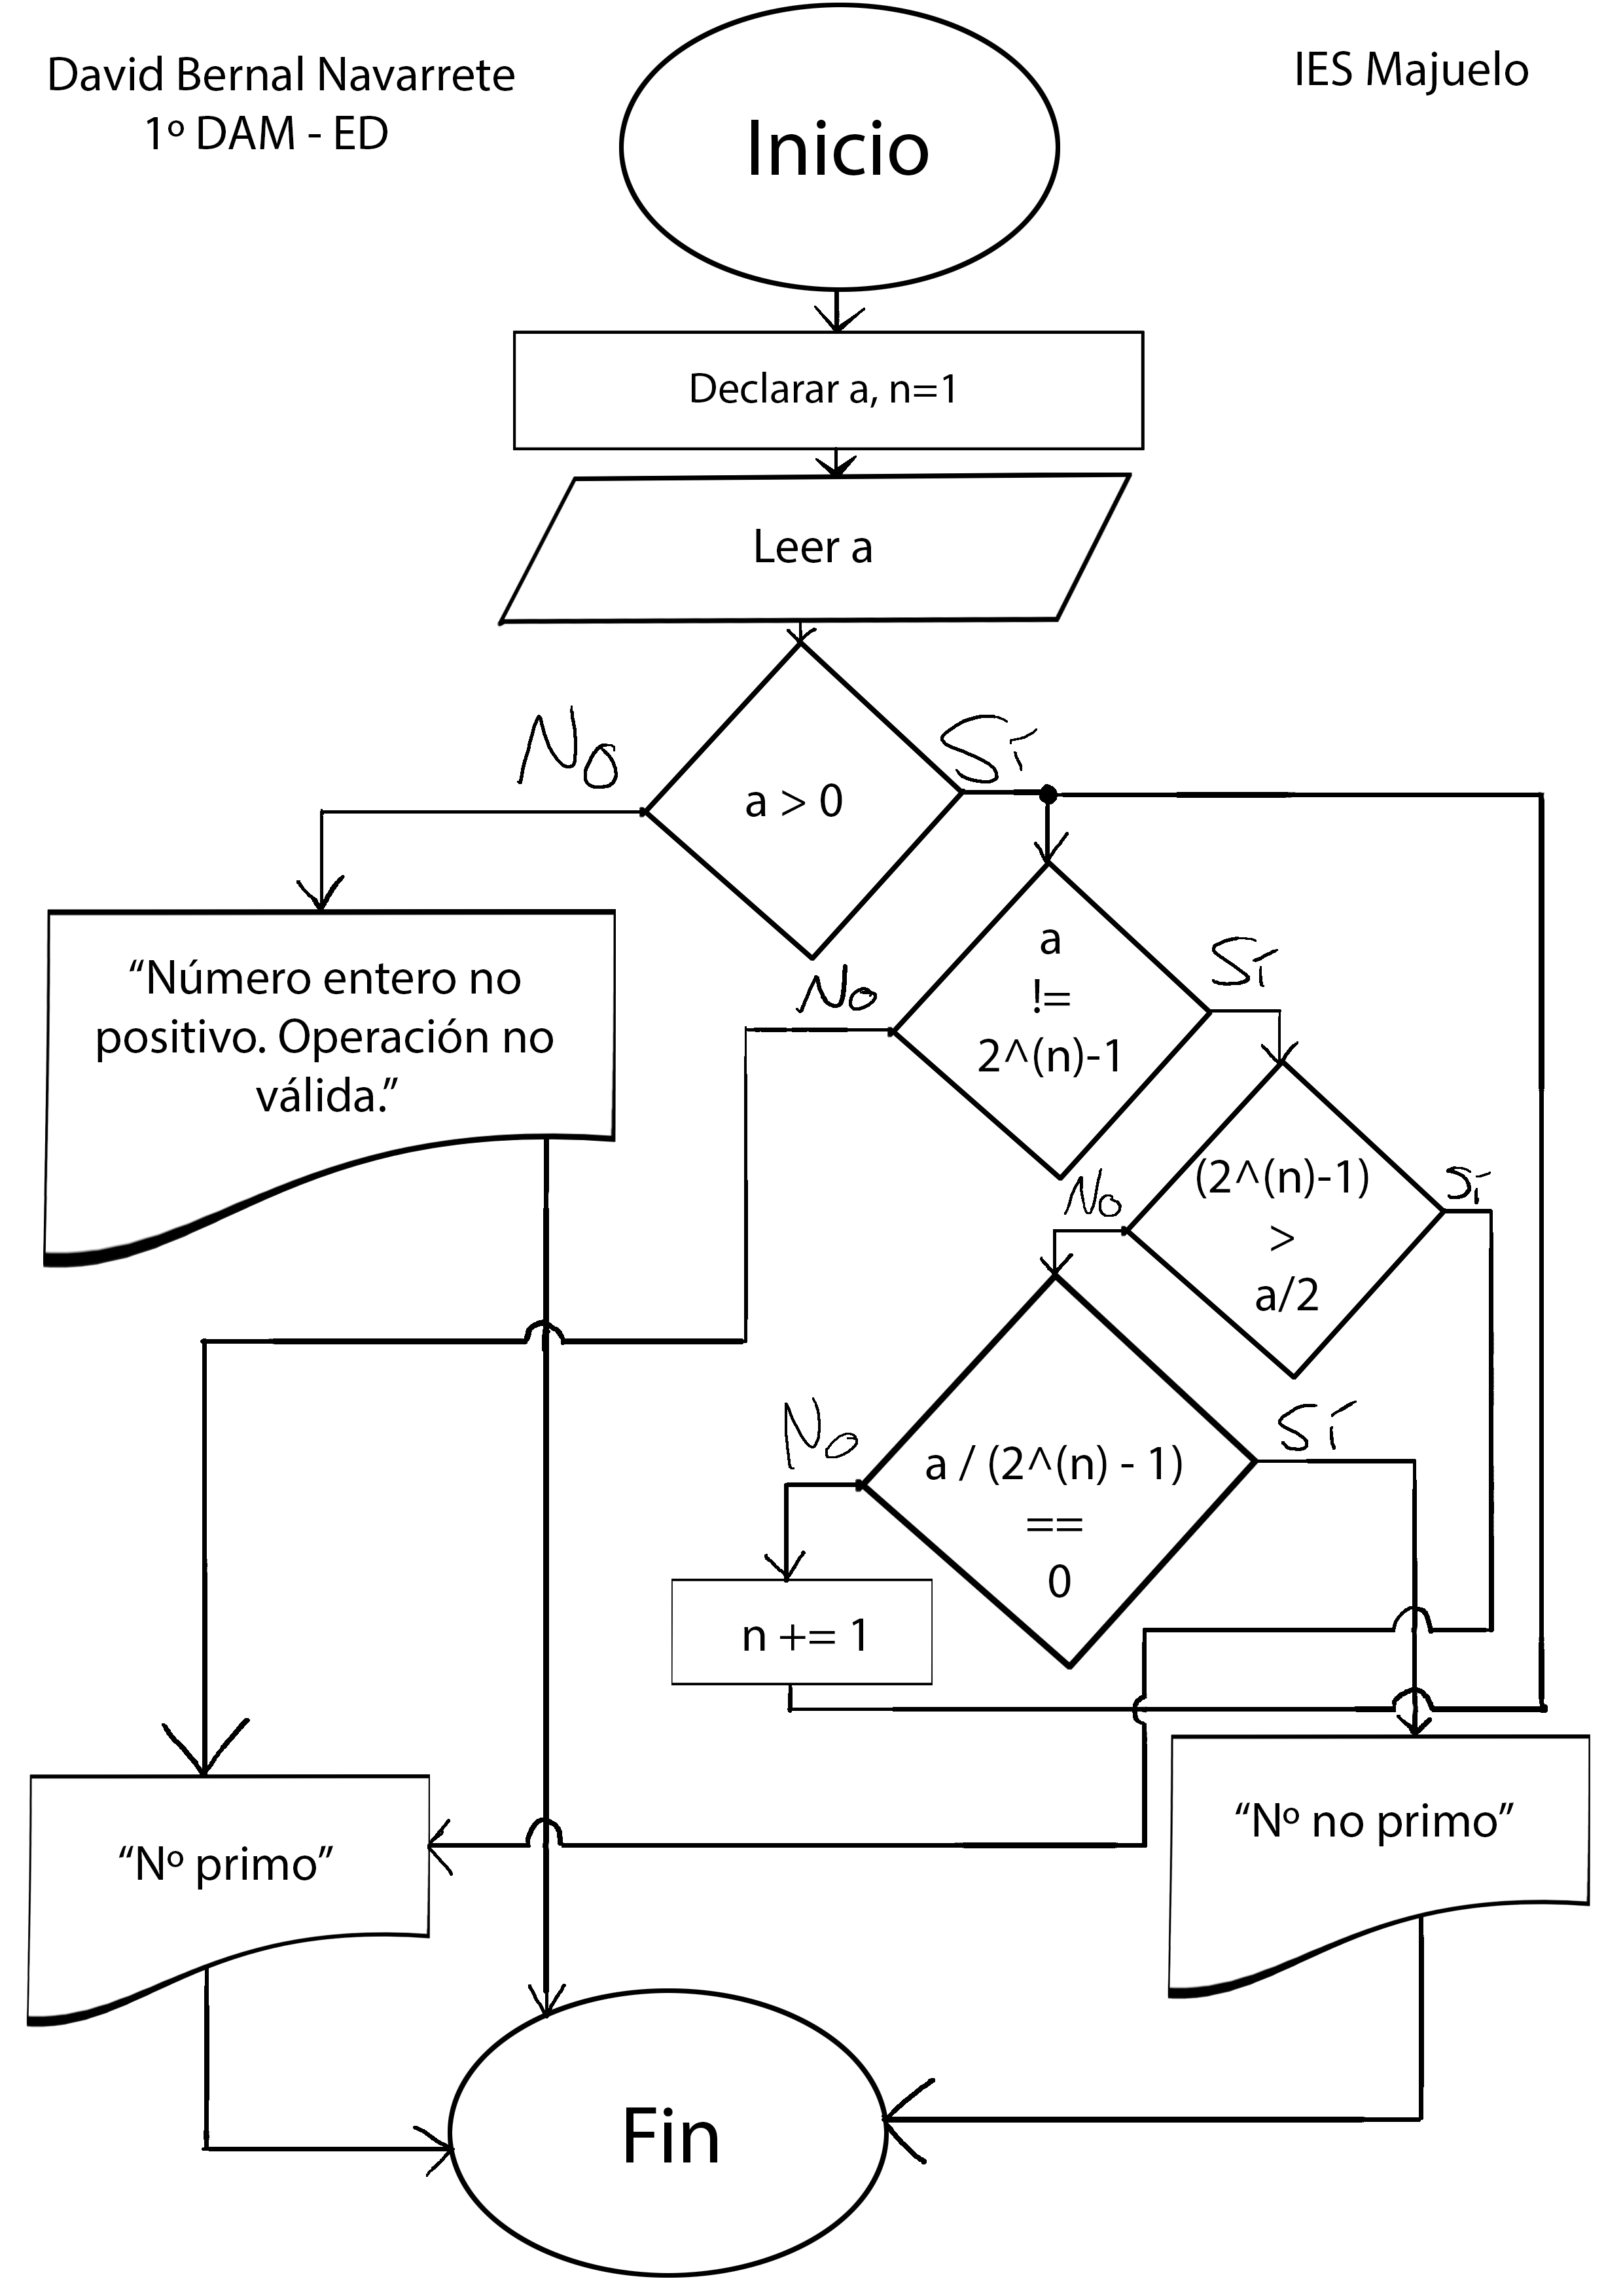 David Bernal Navarrete
1º DAM - ED
IES Majuelo
Inicio
Declarar a, n=1
Leer a
No
Sí
a > 0
“Número entero no
positivo. Operación no
válida.”
No
a
!=
2^(n)-1
Sí
No
(2^(n)-1)
>
a/2
Sí
No
a / (2^(n) - 1)
==
0
Sí
n += 1
“Nº primo”
“Nº no primo”
Fin